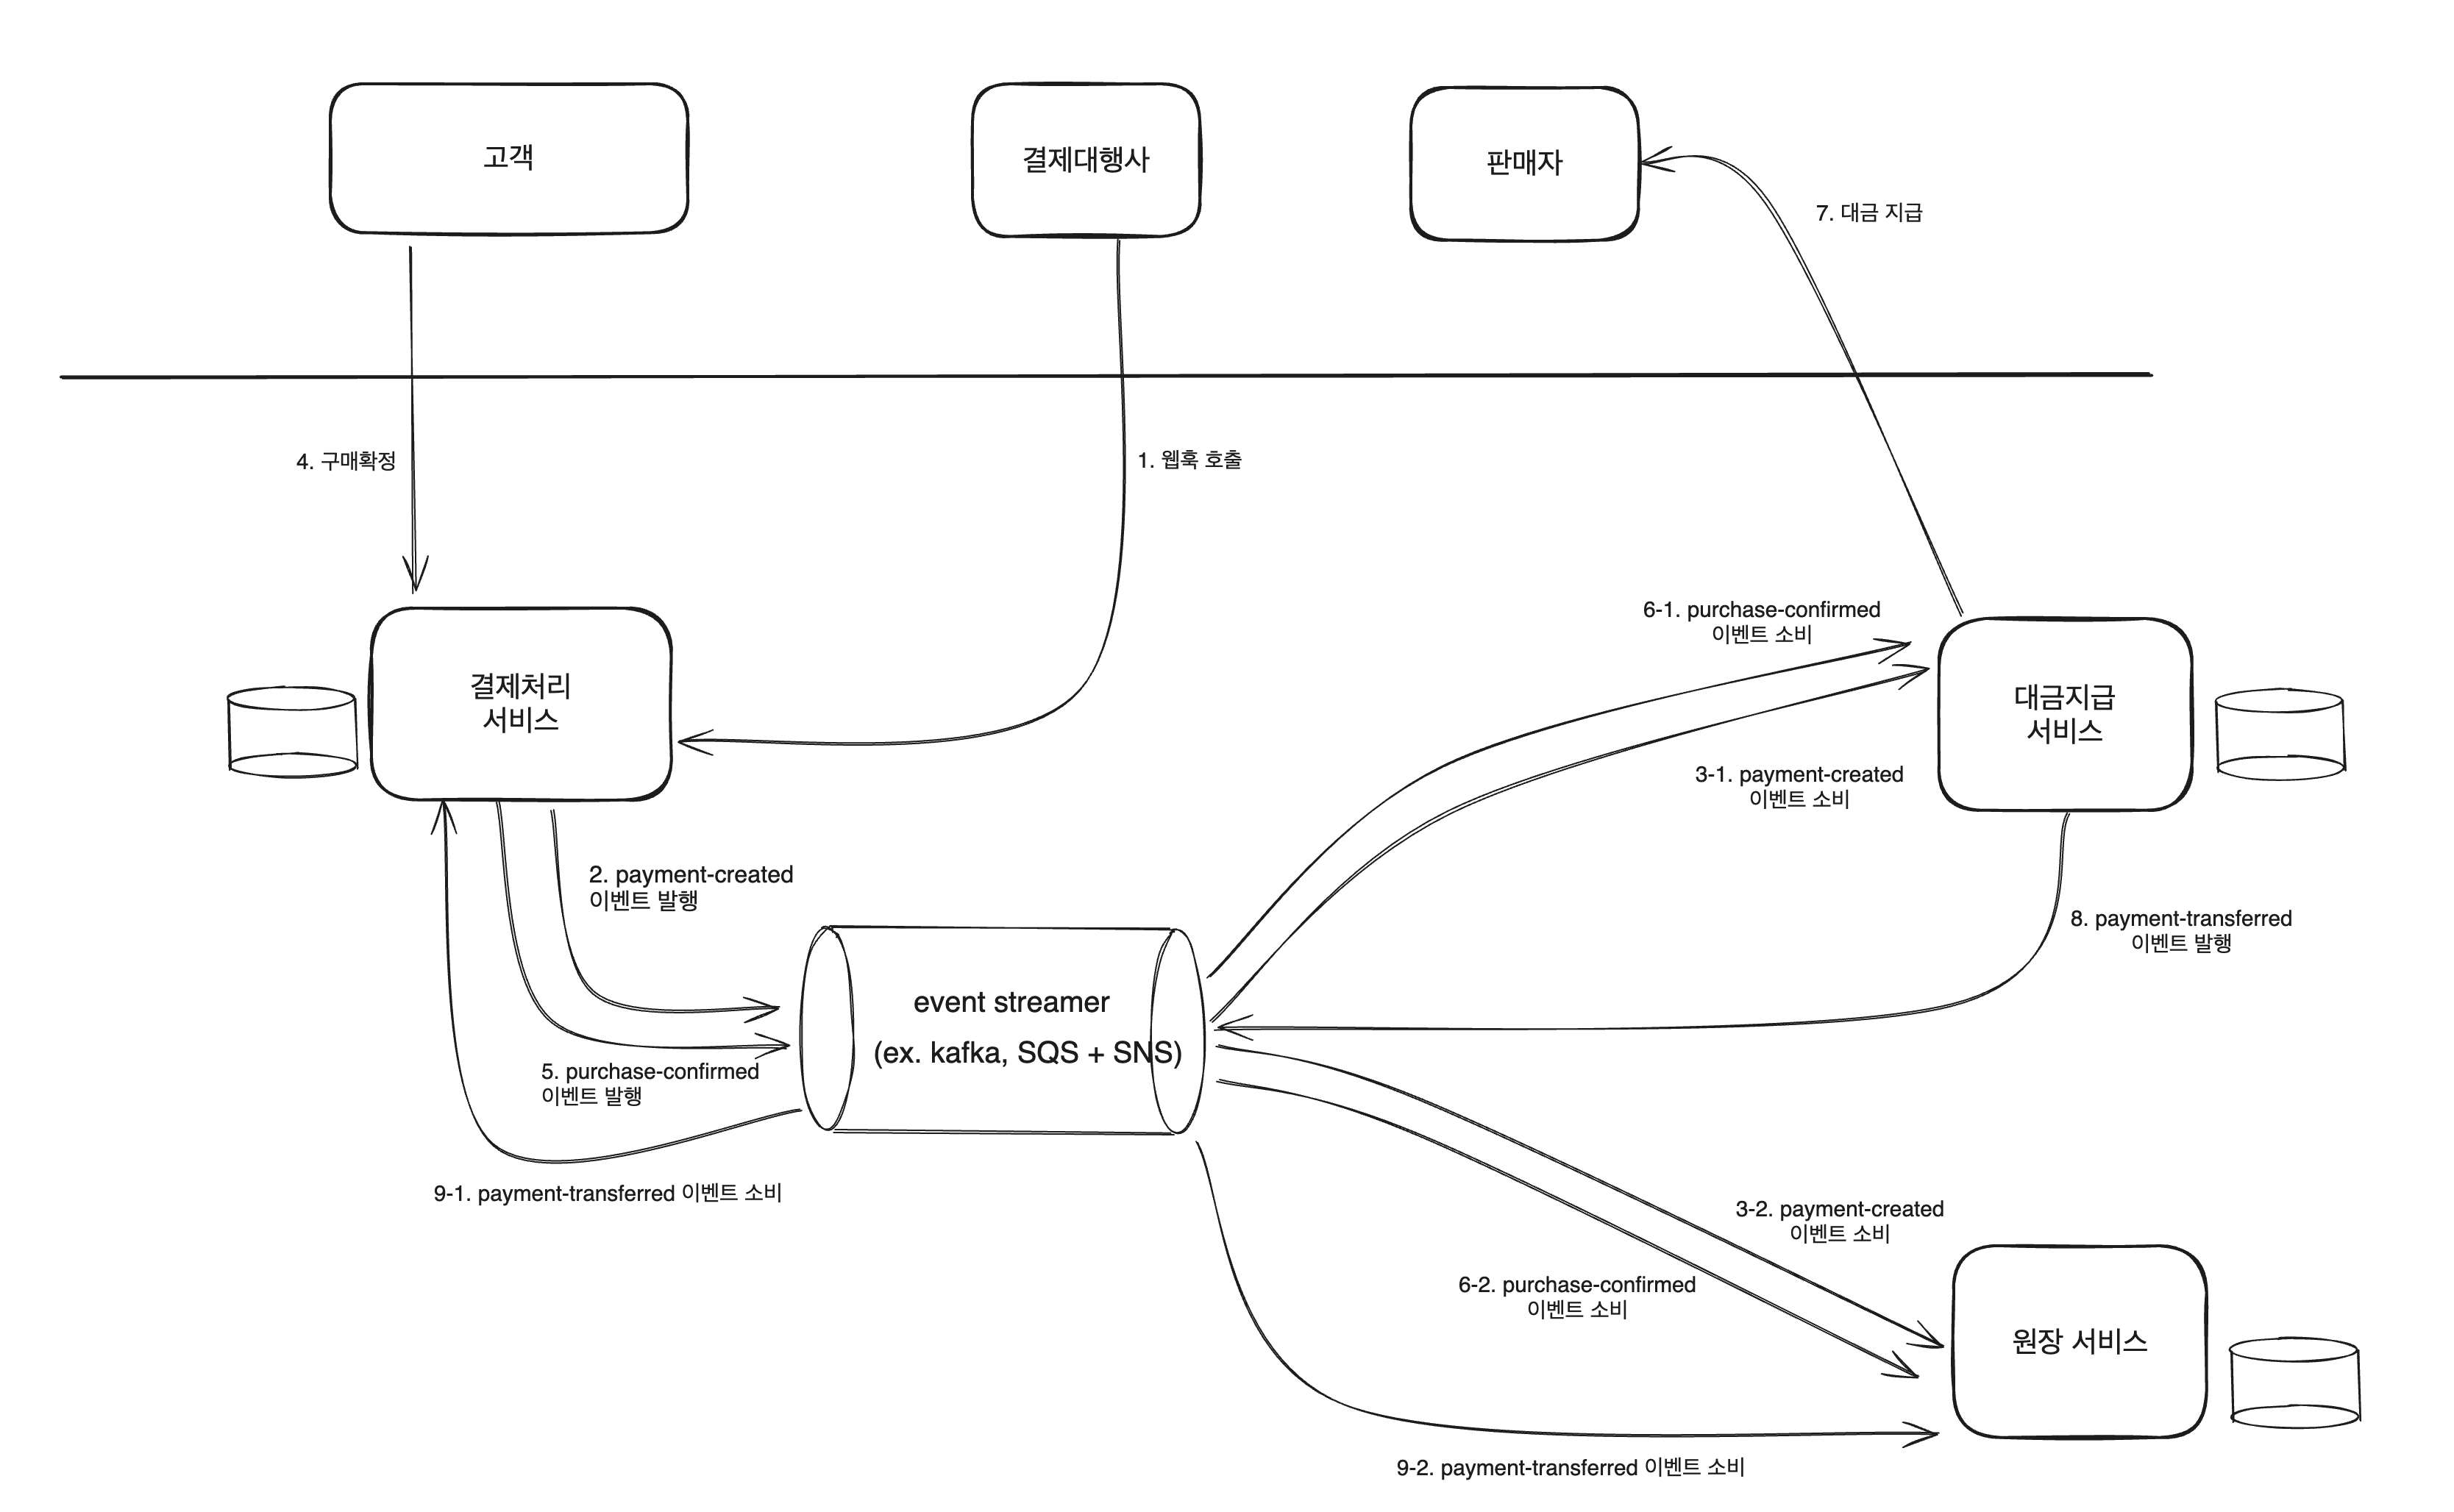 고객
결제대행사
판매자
7. 대금 지급
4. 구매확정
1. 웹훅 호출
6-1. purchase-confirmed
이벤트 소비
결제처리
서비스
대금지급
서비스
3-1. payment-created
이벤트 소비
2. payment-created
이벤트 발행
8. payment-transferred
이벤트 발행
event streamer
(ex. kafka, SQS + SNS)
5. purchase-confirmed
이벤트 발행
9-1. payment-transferred 이벤트 소비
3-2. payment-created
이벤트 소비
6-2. purchase-confirmed
이벤트 소비
원장 서비스
9-2. payment-transferred 이벤트 소비